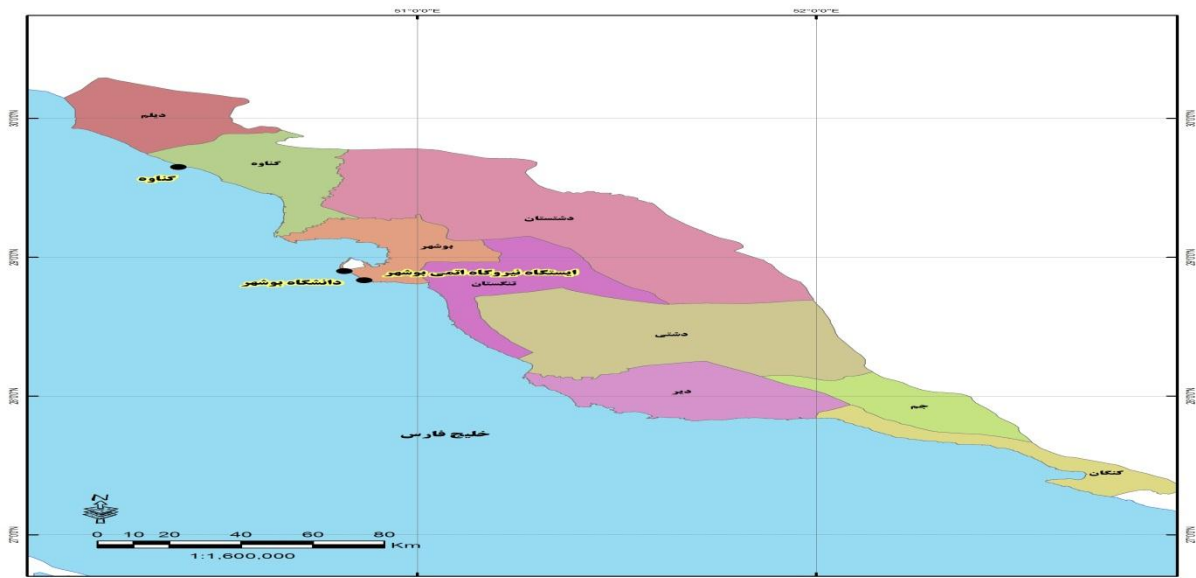 51°0'0"E
52°0'0"E
دیلم
گناوه
گناوه
دشتستان
بوشهر
ایستگاه نیروگاه اتمی بوشهر
دانشگاه بوشهر
تنگستان
دشتی
دیر
جم
خلیج فارس
کنگان
N
0 10 20 40 60 80
Km
1:1,600,000